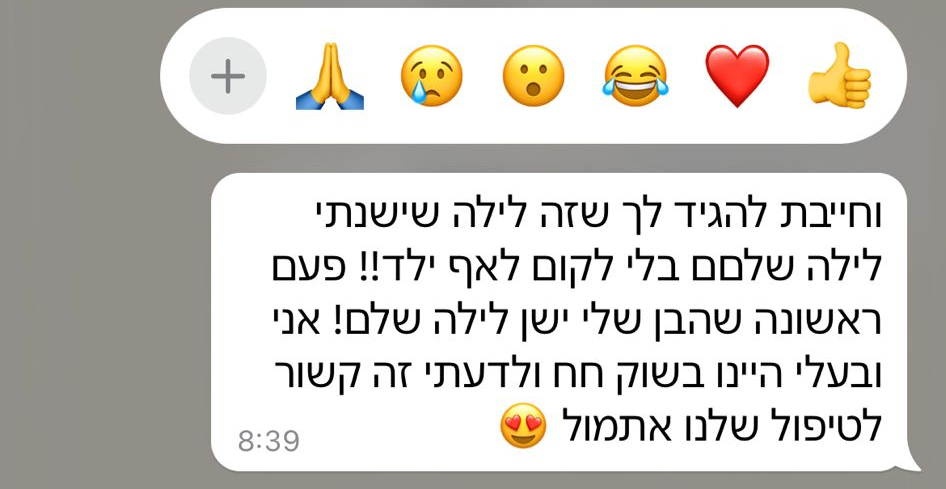 וחייבת להגיד לך שזה לילה שישנתי
לילה שלםם בלי לקום לאף ילד!! פעם
ראשונה שהבן שלי ישן לילה שלם! אני
ובעלי היינו בשוק חח ולדעתי זה קשור
לטיפול שלנו אתמול 😍
8:39